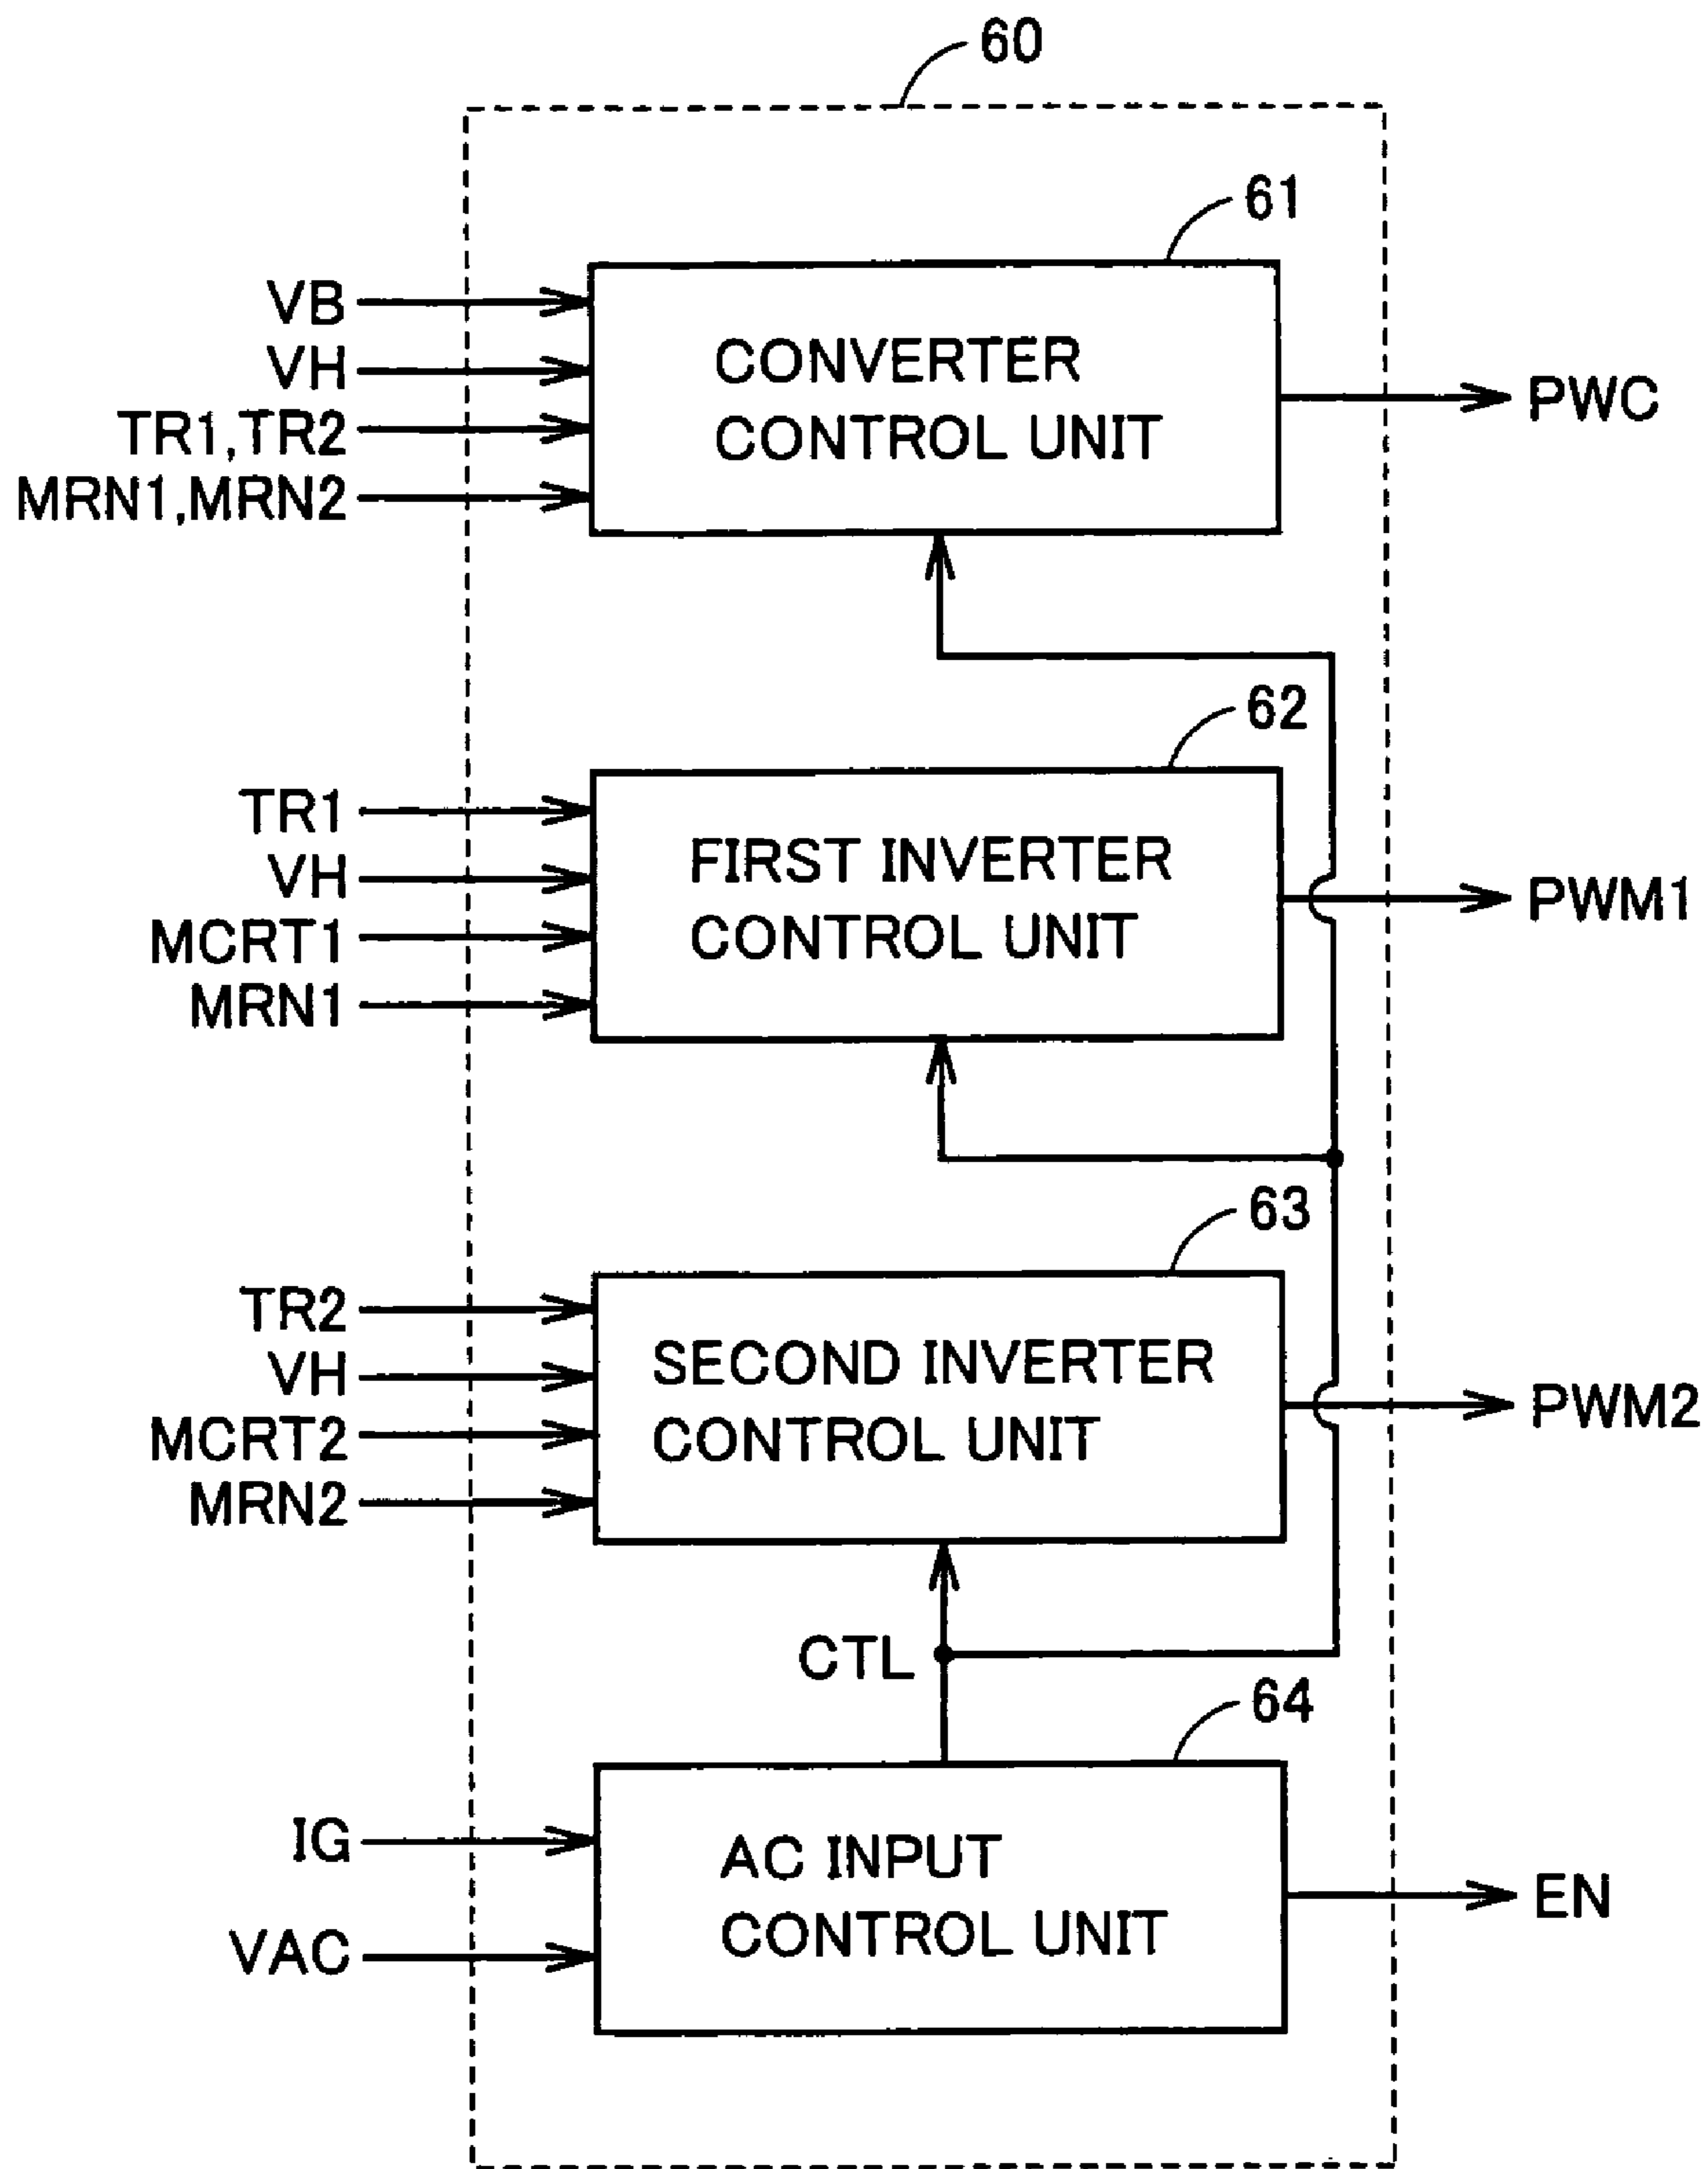 60
61
VB
VH
TR1,TR2
MRN1,MRN2
CONVERTER
CONTROL UNIT
PWC
62
TR1
VH
MCRT1
MRN1
FIRST INVERTER
CONTROL UNIT
PWM1
63
TR2
VH
MCRT2
MRN2
SECOND INVERTER
CONTROL UNIT
PWM2
CTL
64
IG
VAC
AC INPUT
CONTROL UNIT
EN